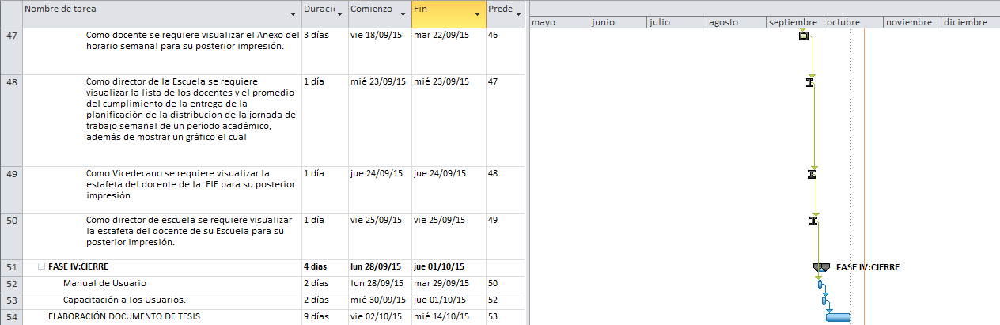 Nombre de tarea Duraci Comienzo Fin Prede
mayo junio julio agosto septiembre octubre noviembre diciembre
47 Como docente se requiere visualizar el Anexo del 3 días vie 18/09/15 mar 22/09/15 46
horario semanal para su posterior impresión.
48 Como director de la Escuela se requiere 1 día mié 23/09/15 mié 23/09/15 47
visualizar la lista de los docentes y el promedio
del cumplimiento de la entrega de la
planificación de la distribución de la jornada de
trabajo semanal de un período académico,
además de mostrar un gráfico el cual
49 Como Vicedecano se requiere visualizar la 1 día jue 24/09/15 jue 24/09/15 48
estafeta del docente de la FIE para su posterior
impresión.
50 Como director de escuela se requiere visualizar 1 día vie 25/09/15 vie 25/09/15 49
la estafeta del docente de su Escuela para su
posterior impresión.
51 FASE IV:CIERRE 4 días lun 28/09/15 jue 01/10/15 FASE IV:CIERRE
52 Manual de Usuario 2 días lun 28/09/15 mar 29/09/15 50
53 Capacitación a los Usuarios. 2 días mié 30/09/15 jue 01/10/15 52
54 ELABORACIÓN DOCUMENTO DE TESIS 9 días vie 02/10/15 mié 14/10/15 53